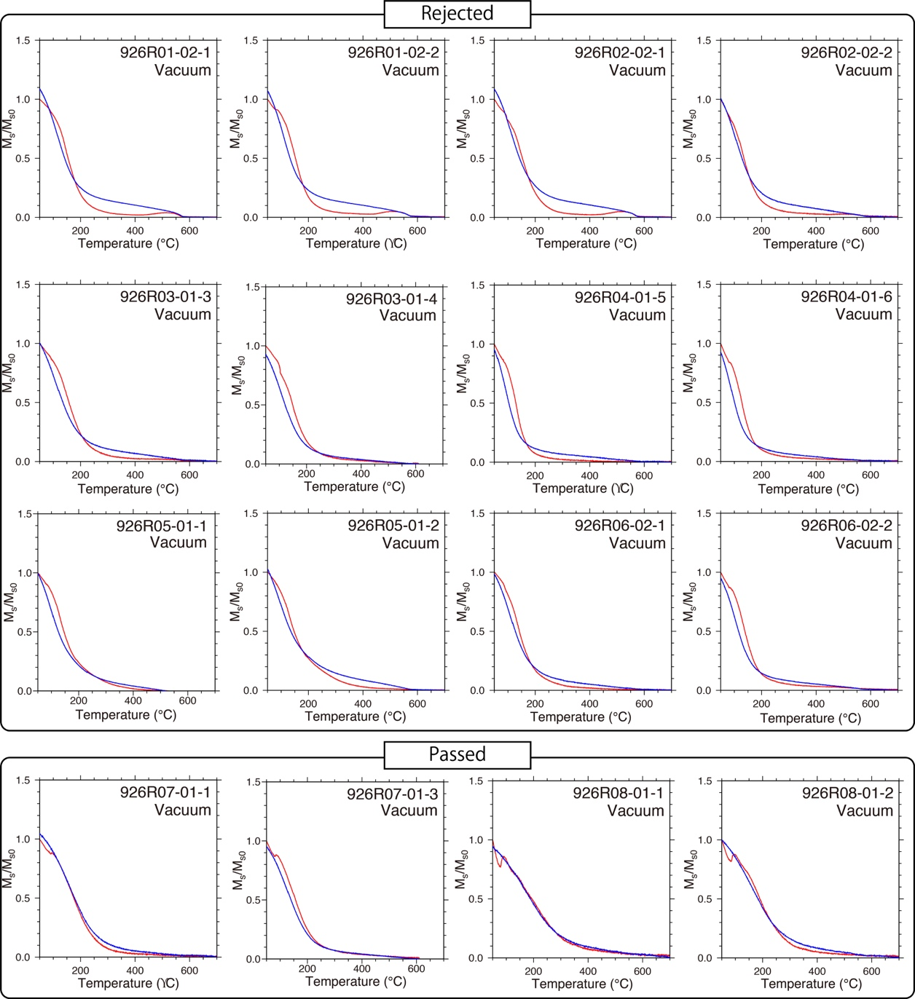 Rejected
926R01-02-1
Vacuum
1.5
1.0
0.5
0.0
Ms/Ms0
200 400 600
Temperature (°C)
926R01-02-2
Vacuum
1.5
1.0
0.5
0.0
Ms/Ms0
200 400 600
Temperature (γC)
926R02-02-1
Vacuum
1.5
1.0
0.5
0.0
Ms/Ms0
200 400 600
Temperature (°C)
926R02-02-2
Vacuum
1.5
1.0
0.5
0.0
Ms/Ms0
200 400 600
Temperature (°C)
926R03-01-3
Vacuum
1.5
1.0
0.5
0.0
Ms/Ms0
200 400 600
Temperature (°C)
926R03-01-4
Vacuum
1.5
1.0
0.5
0.0
Ms/Ms0
200 400 600
Temperature (°C)
926R04-01-5
Vacuum
1.5
1.0
0.5
0.0
Ms/Ms0
200 400 600
Temperature (γC)
926R04-01-6
Vacuum
1.5
1.0
0.5
0.0
Ms/Ms0
200 400 600
Temperature (°C)
926R05-01-1
Vacuum
1.5
1.0
0.5
0.0
Ms/Ms0
200 400 600
Temperature (°C)
926R05-01-2
Vacuum
1.5
1.0
0.5
0.0
Ms/Ms0
200 400 600
Temperature (°C)
926R06-02-1
Vacuum
1.5
1.0
0.5
0.0
Ms/Ms0
200 400 600
Temperature (°C)
926R06-02-2
Vacuum
1.5
1.0
0.5
0.0
Ms/Ms0
200 400 600
Temperature (°C)
Passed
926R07-01-1
Vacuum
1.5
1.0
0.5
0.0
Ms/Ms0
200 400 600
Temperature (γC)
926R07-01-3
Vacuum
1.5
1.0
0.5
0.0
Ms/Ms0
200 400 600
Temperature (°C)
926R08-01-1
Vacuum
1.5
1.0
0.5
0.0
Ms/Ms0
200 400 600
Temperature (°C)
926R08-01-2
Vacuum
1.5
1.0
0.5
0.0
Ms/Ms0
200 400 600
Temperature (°C)